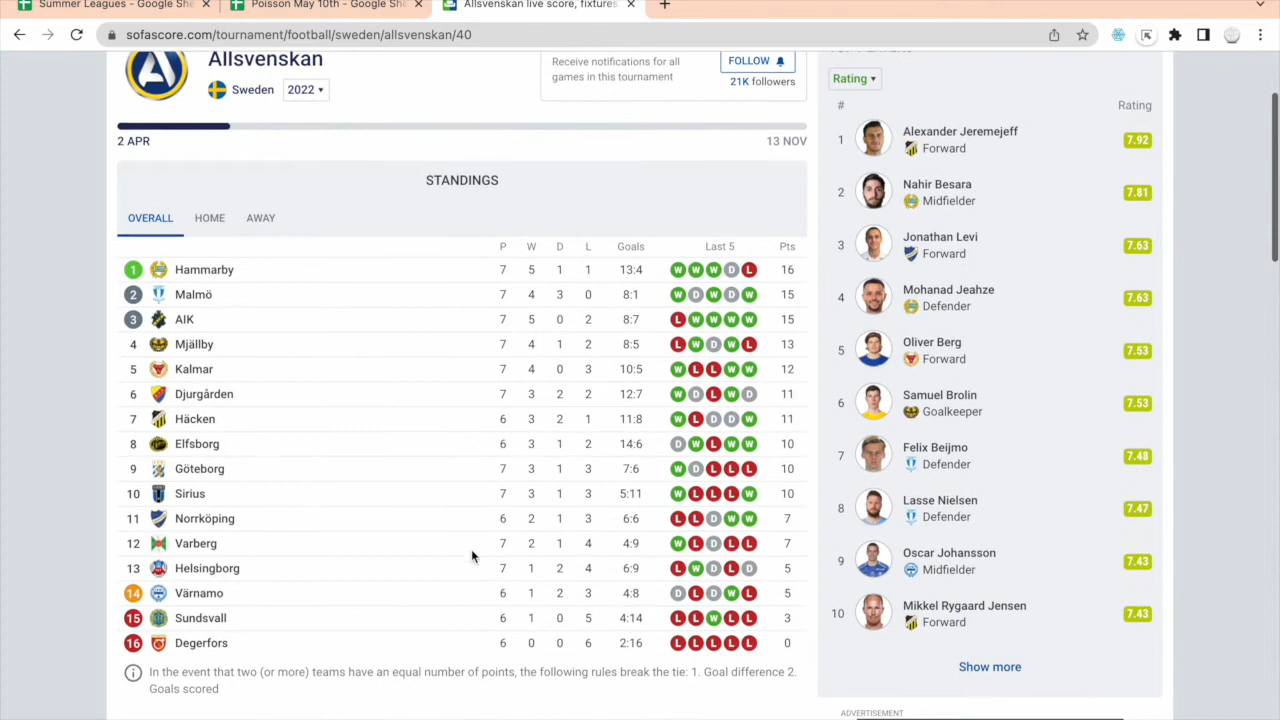 Summer Leagues - Google She
Poisson May 10th - Google She
Allsvenskan live score, fixtures
sofascore.com/tournament/football/sweden/allsvenskan/40
Allsvenskan
Sweden 2022
Receive notifications for all
games in this tournament
FOLLOW
21K followers
2 APR 13 NOV
STANDINGS
OVERALL HOME AWAY
P W D L Goals Last 5 Pts
1 Hammarby 7 5 1 1 13:4 W W W D L 16
2 Malmö 7 4 3 0 8:1 W D W D W 15
3 AIK 7 5 0 2 8:7 L W W W W 15
4 Mjällby 7 4 1 2 8:5 L W D W L 13
5 Kalmar 7 4 0 3 10:5 W L L W W 12
6 Djurgården 7 3 2 2 12:7 W D L W D 11
7 Häcken 6 3 2 1 11:8 W L D D W 11
8 Elfsborg 6 3 1 2 14:6 D W L W W 10
9 Göteborg 7 3 1 3 7:6 W D L L L 10
10 Sirius 7 3 1 3 5:11 W L L L W 10
11 Norrköping 6 2 1 3 6:6 L L D W W 7
12 Varberg 7 2 1 4 4:9 W L D L L 7
13 Helsingborg 7 1 2 4 6:9 L W D L D 5
14 Värnamo 6 1 2 3 4:8 D L D W L 5
15 Sundsvall 6 1 0 5 4:14 L L W L L 3
16 Degerfors 6 0 0 6 2:16 L L L L L 0
In the event that two (or more) teams have an equal number of points, the following rules break the tie: 1. Goal difference 2.
Goals scored
Rating
# Rating
1 Alexander Jeremejeff 7.92
Forward
2 Nahir Besara 7.81
Midfielder
3 Jonathan Levi 7.63
Forward
4 Mohanad Jeahze 7.63
Defender
5 Oliver Berg 7.53
Forward
6 Samuel Brolin 7.53
Goalkeeper
7 Felix Beijmo 7.48
Defender
8 Lasse Nielsen 7.47
Defender
9 Oscar Johansson 7.43
Midfielder
10 Mikkel Rygaard Jensen 7.43
Forward
Show more
ADVERTISEMENT